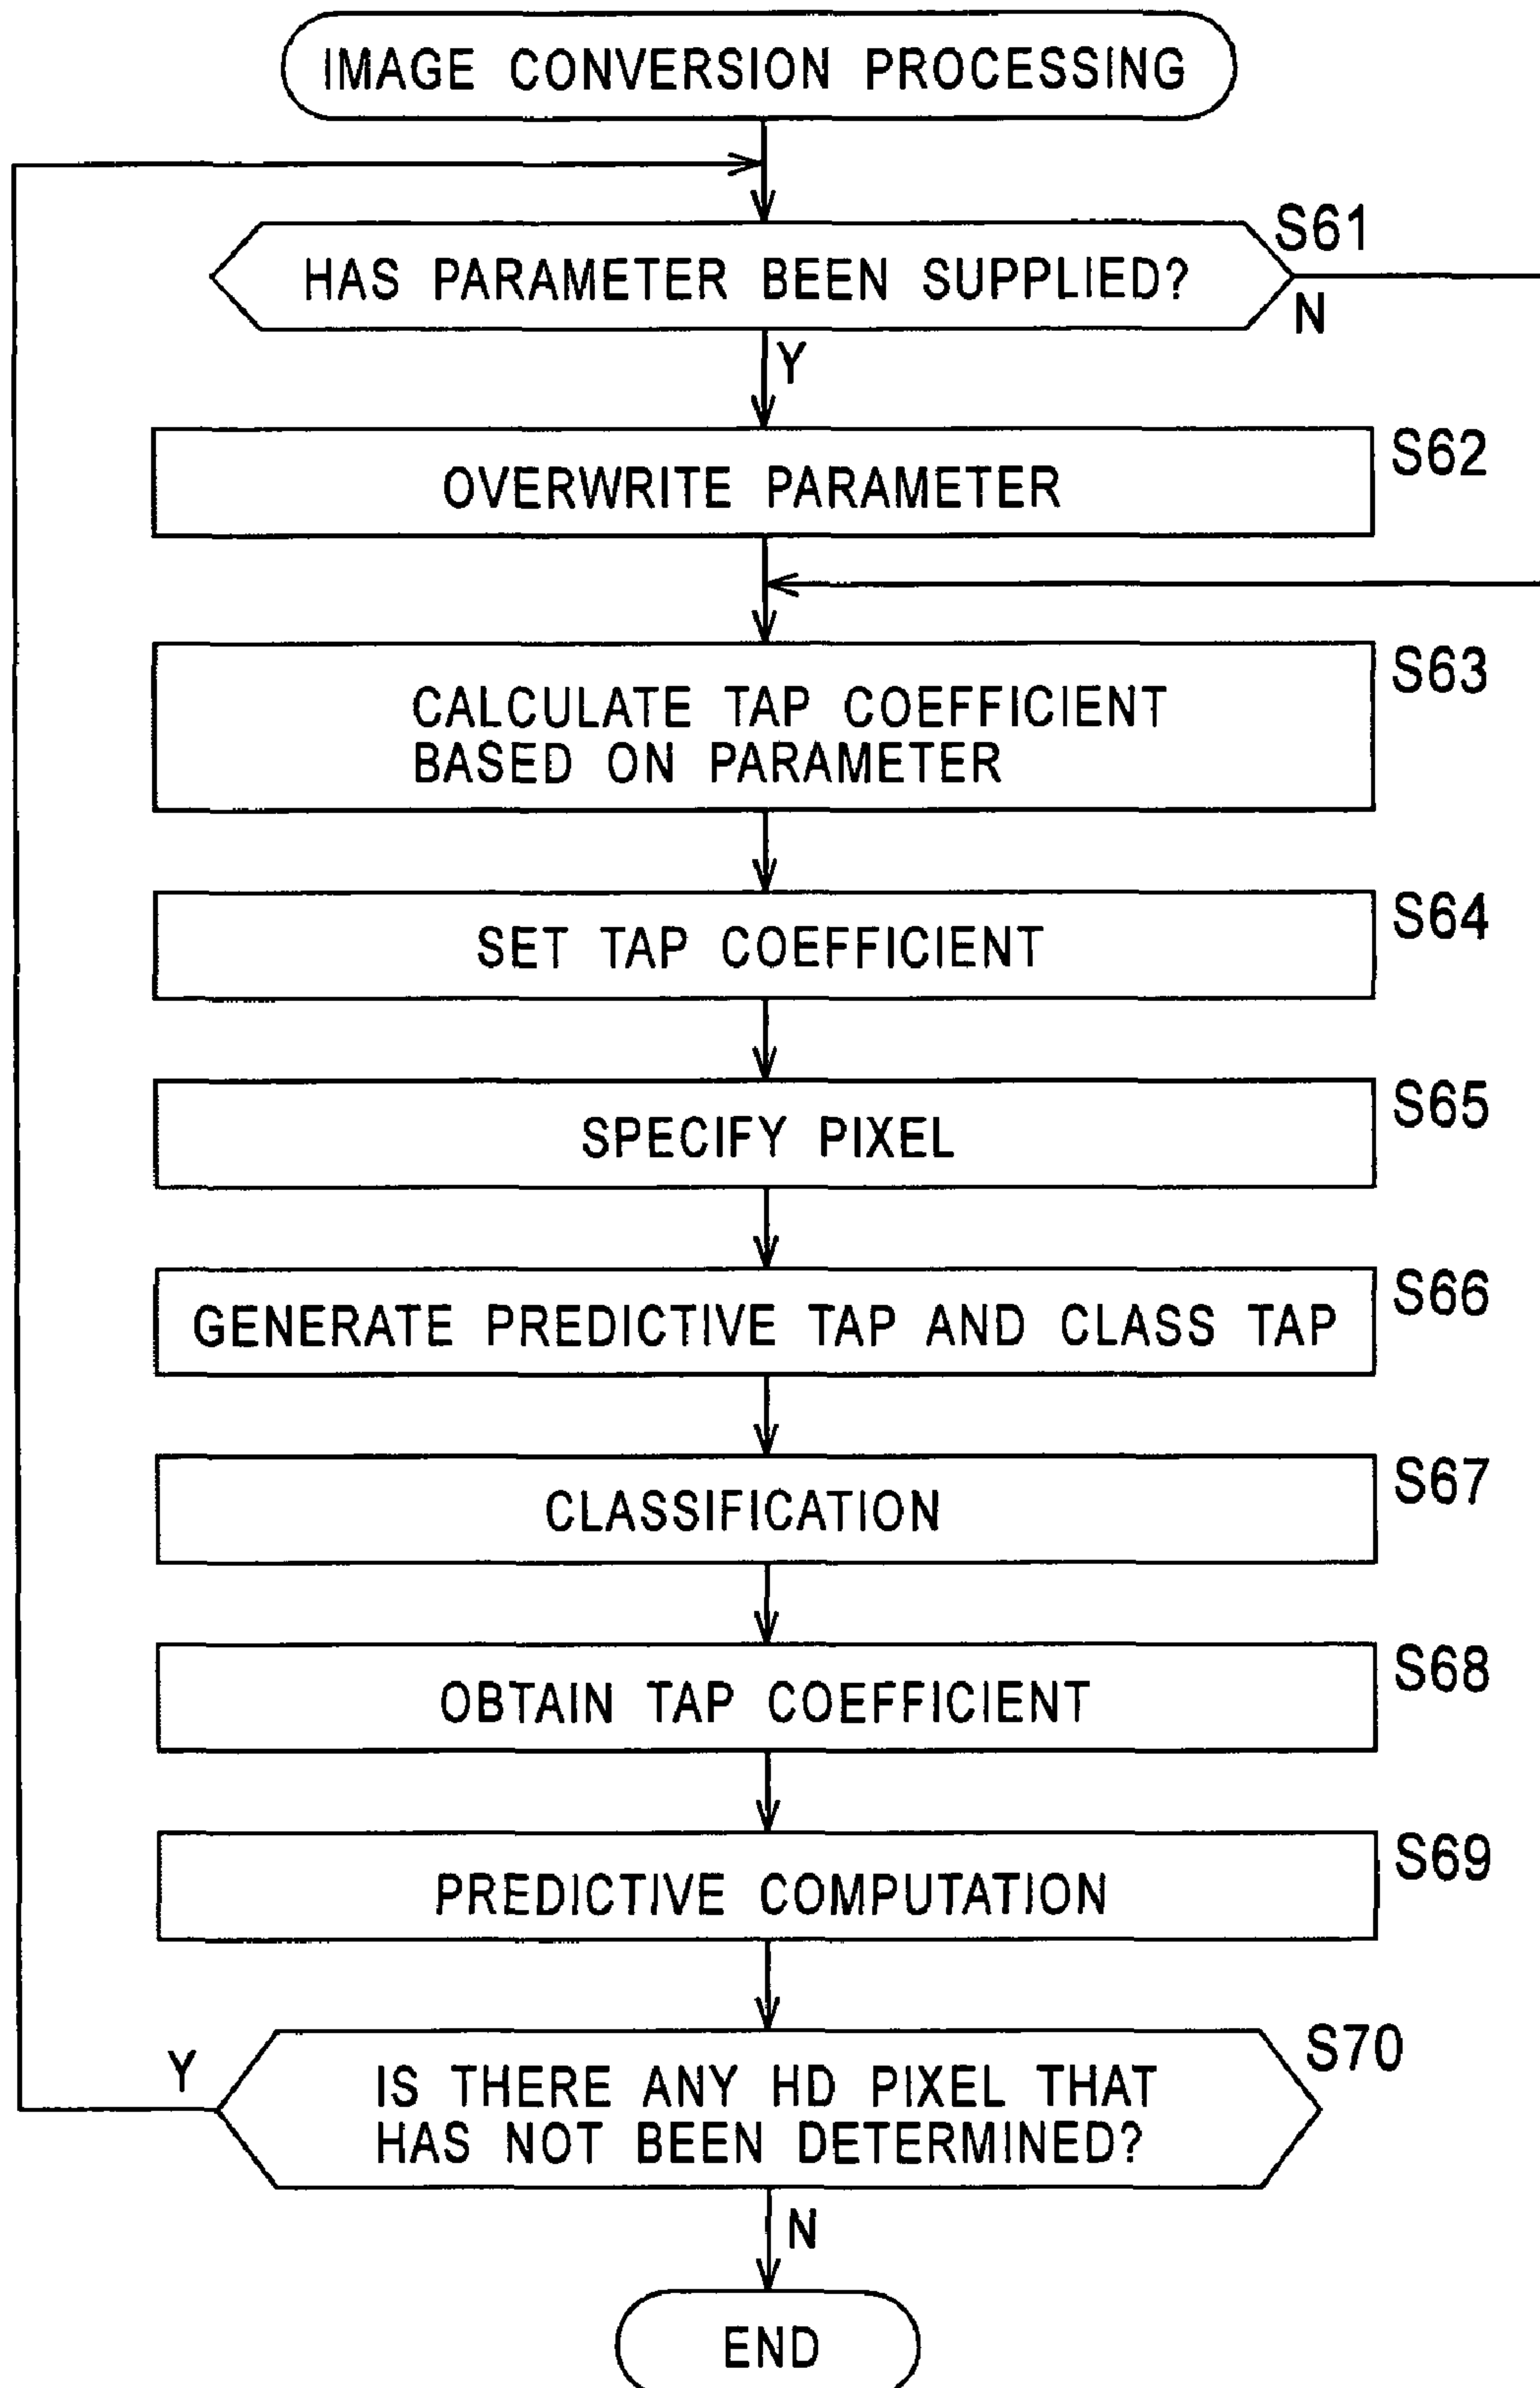 IMAGE CONVERSION PROCESSING
HAS PARAMETER BEEN SUPPLIED?
S61
N
Y
OVERWRITE PARAMETER
S62
CALCULATE TAP COEFFICIENT
BASED ON PARAMETER
S63
SET TAP COEFFICIENT
S64
SPECIFY PIXEL
S65
GENERATE PREDICTIVE TAP AND CLASS TAP
S66
CLASSIFICATION
S67
OBTAIN TAP COEFFICIENT
S68
PREDICTIVE COMPUTATION
S69
Y
IS THERE ANY HD PIXEL THAT
HAS NOT BEEN DETERMINED?
S70
N
END